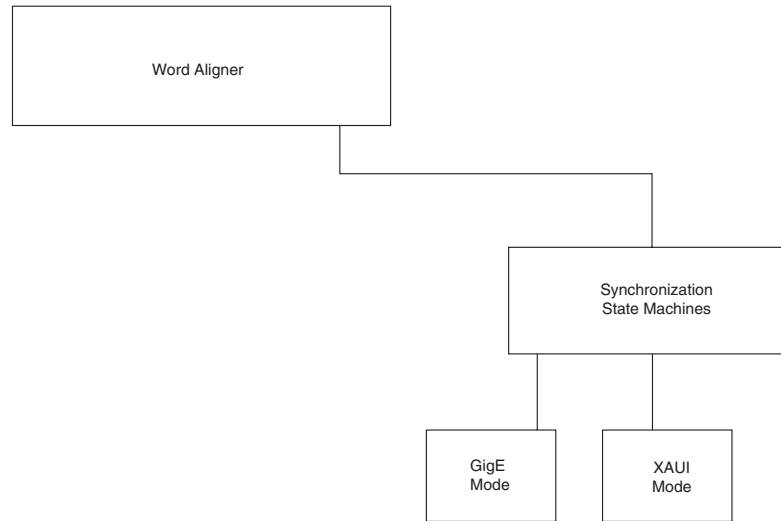 Word Aligner
Synchronization
State Machines
GigE
Mode
XAUI
Mode